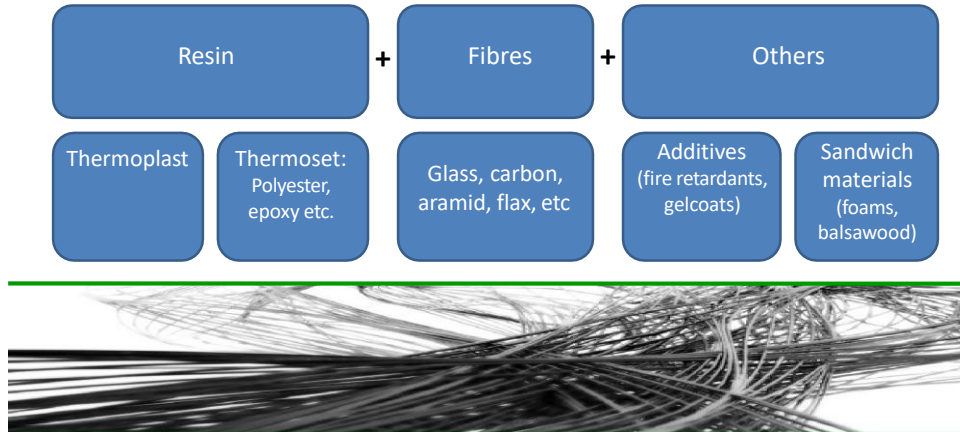 Resin
+
Fibres
+
Others
Thermoplast
Thermoset:
Polyester,
epoxy etc.
Glass, carbon,
aramid, flax, etc
Additives
(fire retardants,
gelcoats)
Sandwich
materials
(foams,
balsawood)